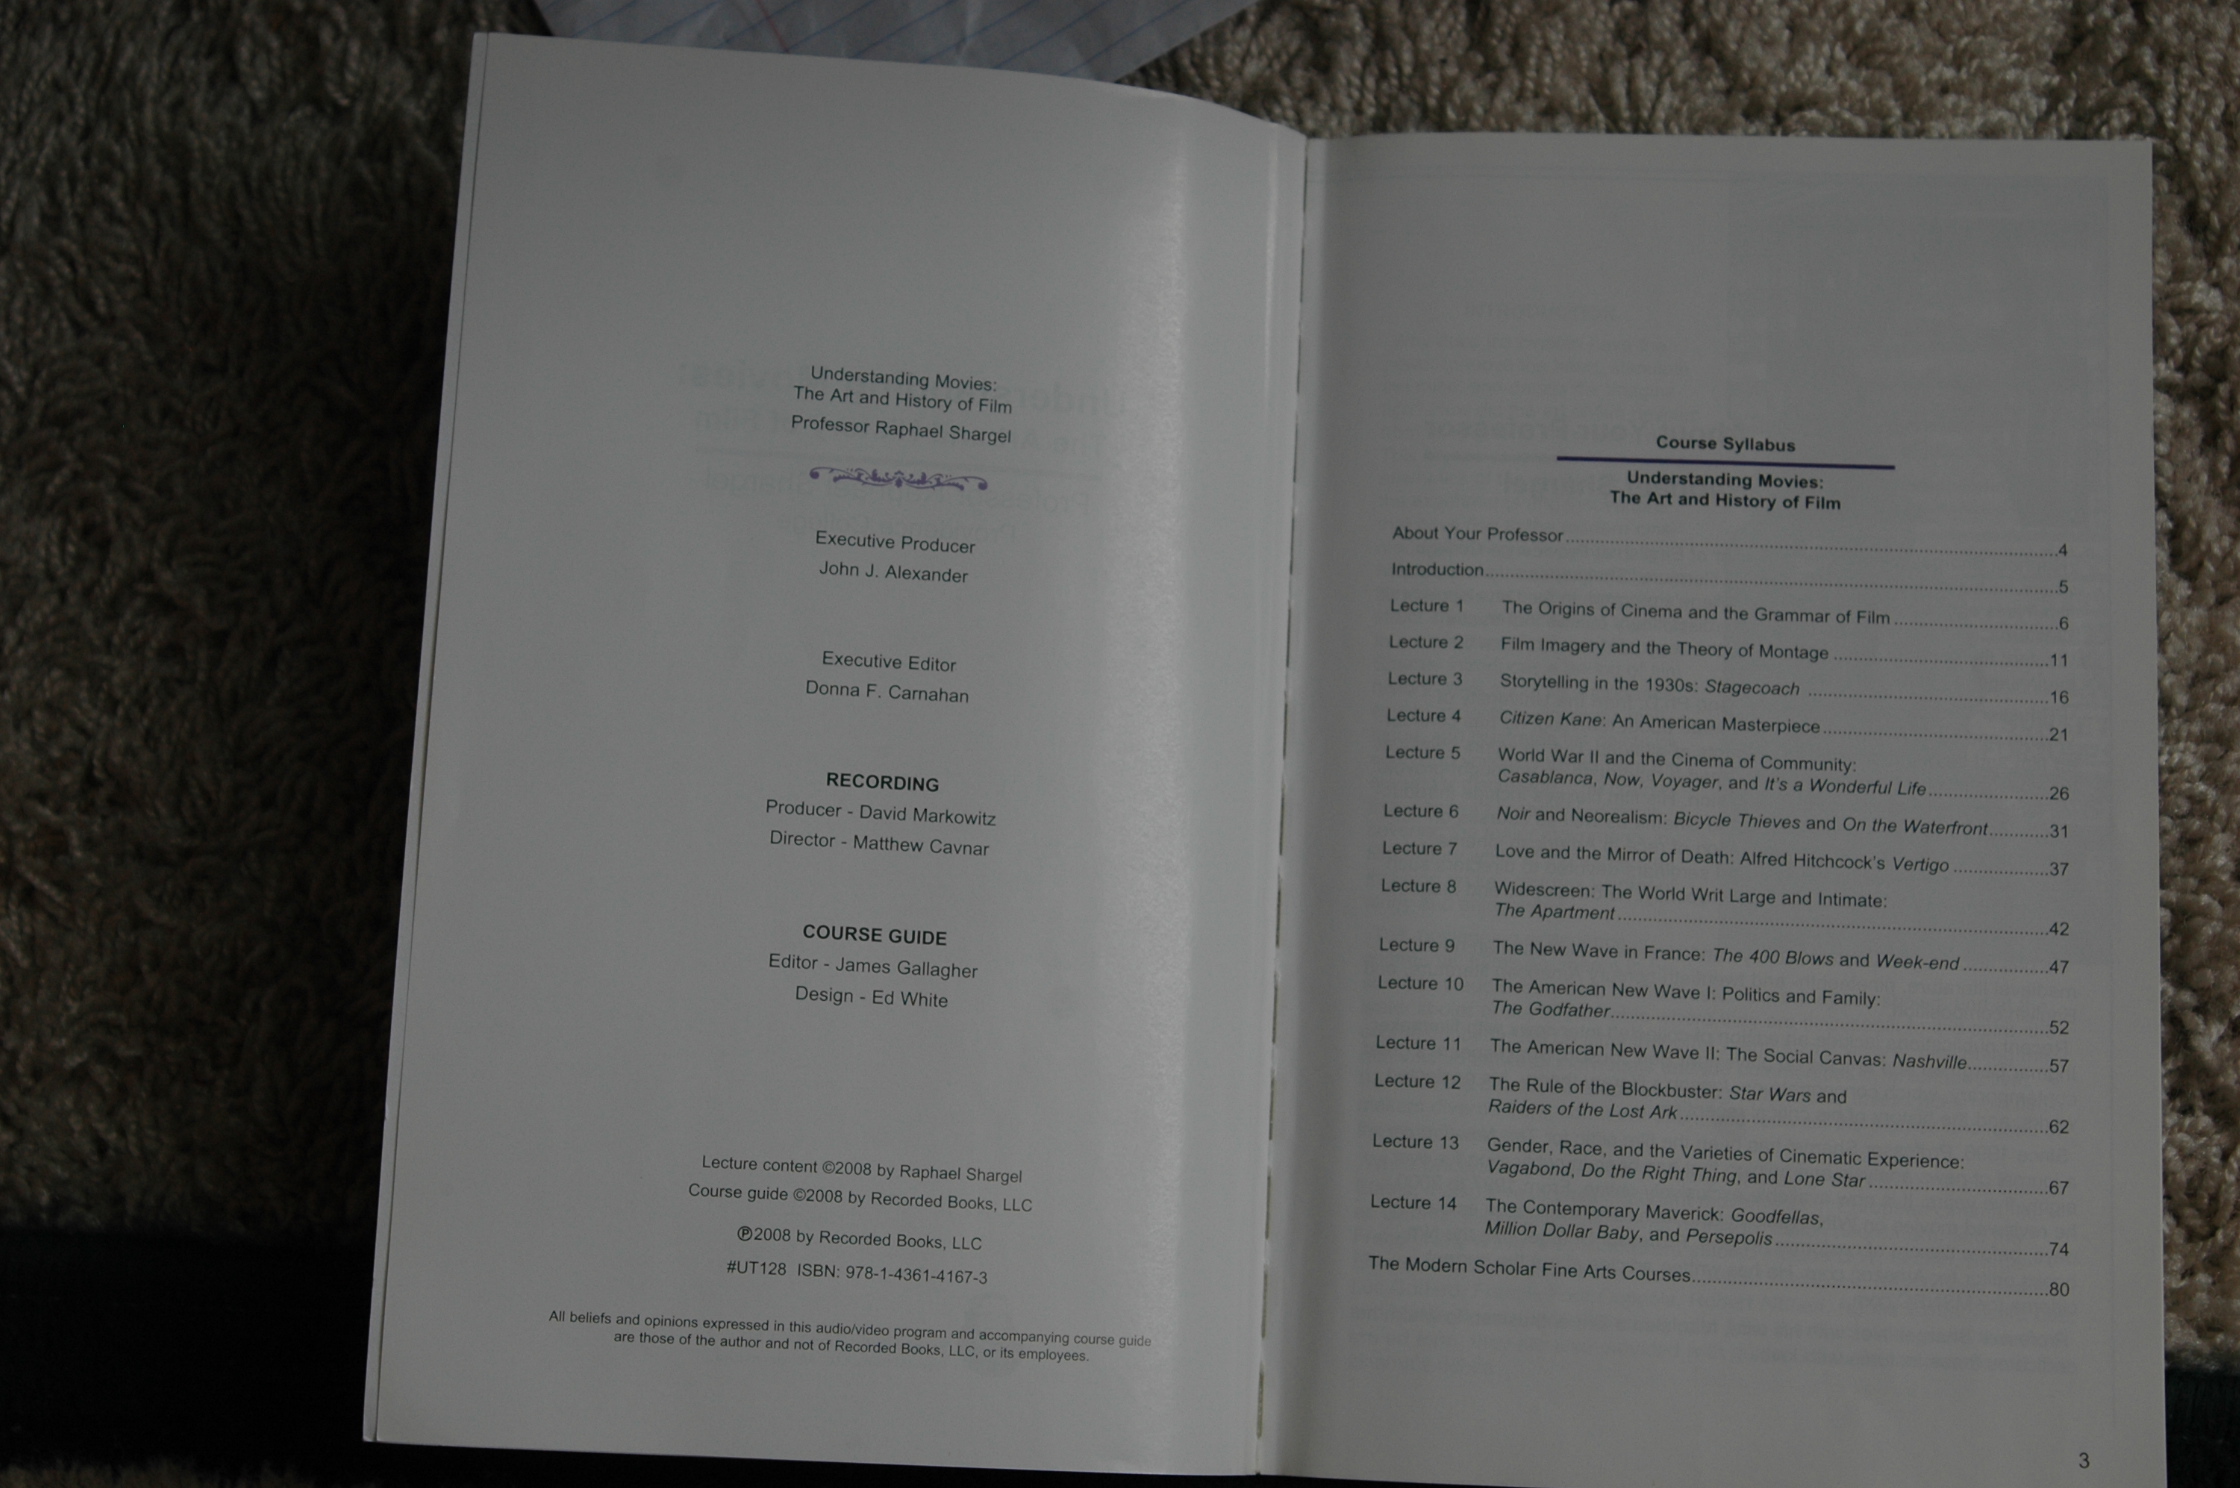 Understanding Movies:
The Art and History of Film
Professor Raphael Shargel
Executive Producer
John J. Alexander
Executive Editor
Donna F. Carnahan
RECORDING
Producer - David Markowitz
Director - Matthew Cavnar
COURSE GUIDE
Editor - James Gallagher
Design - Ed White
Lecture content ©2008 by Raphael Shargel
Course guide ©2008 by Recorded Books, LLC
℗2008 by Recorded Books, LLC
#UT128 ISBN: 978-1-4361-4167-3
All beliefs and opinions expressed in this audio/video program and accompanying course guide
are those of the author and not of Recorded Books, LLC, or its employees.
Course Syllabus
Understanding Movies:
The Art and History of Film
About Your Professor....4
Introduction....5
Lecture 1 The Origins of Cinema and the Grammar of Film....6
Lecture 2 Film Imagery and the Theory of Montage....11
Lecture 3 Storytelling in the 1930s: Stagecoach....16
Lecture 4 Citizen Kane: An American Masterpiece....21
Lecture 5 World War II and the Cinema of Community:
Casablanca, Now, Voyager, and It's a Wonderful Life....26
Lecture 6 Noir and Neorealism: Bicycle Thieves and On the Waterfront....31
Lecture 7 Love and the Mirror of Death: Alfred Hitchcock's Vertigo....37
Lecture 8 Widescreen: The World Writ Large and Intimate:
The Apartment....42
Lecture 9 The New Wave in France: The 400 Blows and Week-end....47
Lecture 10 The American New Wave I: Politics and Family:
The Godfather....52
Lecture 11 The American New Wave II: The Social Canvas: Nashville....57
Lecture 12 The Rule of the Blockbuster: Star Wars and
Raiders of the Lost Ark....62
Lecture 13 Gender, Race, and the Varieties of Cinematic Experience:
Vagabond, Do the Right Thing, and Lone Star....67
Lecture 14 The Contemporary Maverick: Goodfellas,
Million Dollar Baby, and Persepolis....74
The Modern Scholar Fine Arts Courses....80
3